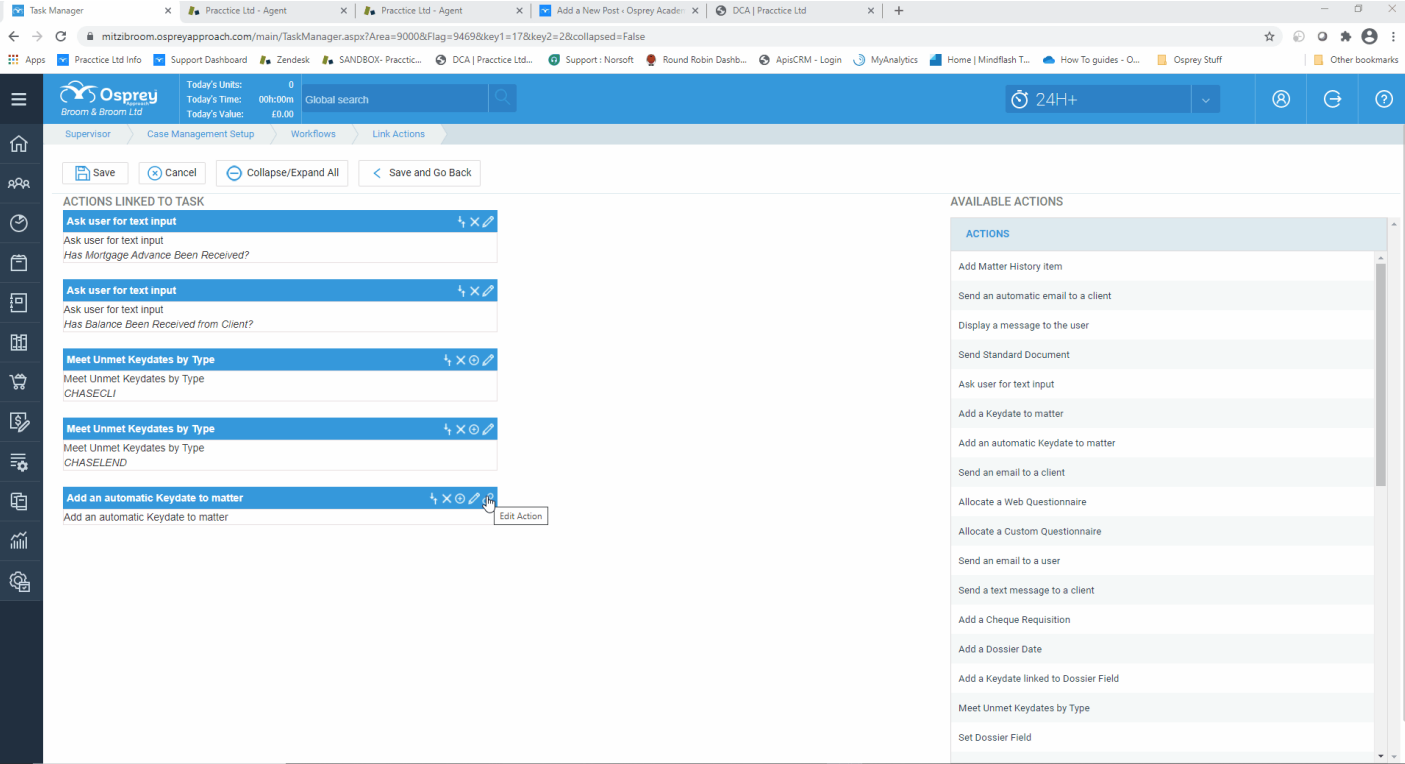 Task Manager
Pracctice Ltd - Agent
Pracctice Ltd - Agent
Add a New Post ‹ Osprey Academ
DCA | Pracctice Ltd
mitzibroom.ospreyapproach.com/main/TaskManager.aspx?Area=9000&Flag=9469&key1=17&key2=2&collapsed=False
Apps
Pracctice Ltd Info
Support Dashboard
Zendesk
SANDBOX- Pracctic...
DCA | Pracctice Ltd...
Support : Norsoft
Round Robin Dashb...
ApisCRM - Login
MyAnalytics
Home | Mindflash T...
How To guides - O...
Osprey Stuff
Other bookmarks
Osprey
Approach
Broom & Broom Ltd
Today's Units: 0
Today's Time: 00h:00m
Today's Value: £0.00
Global search
24H+
Supervisor
Case Management Setup
Workflows
Link Actions
Save
Cancel
Collapse/Expand All
Save and Go Back
ACTIONS LINKED TO TASK
Ask user for text input
Ask user for text input
Has Mortgage Advance Been Received?
Ask user for text input
Ask user for text input
Has Balance Been Received from Client?
Meet Unmet Keydates by Type
Meet Unmet Keydates by Type
CHASECLI
Meet Unmet Keydates by Type
Meet Unmet Keydates by Type
CHASELEND
Add an automatic Keydate to matter
Add an automatic Keydate to matter
Edit Action
AVAILABLE ACTIONS
ACTIONS
Add Matter History item
Send an automatic email to a client
Display a message to the user
Send Standard Document
Ask user for text input
Add a Keydate to matter
Add an automatic Keydate to matter
Send an email to a client
Allocate a Web Questionnaire
Allocate a Custom Questionnaire
Send an email to a user
Send a text message to a client
Add a Cheque Requisition
Add a Dossier Date
Add a Keydate linked to Dossier Field
Meet Unmet Keydates by Type
Set Dossier Field